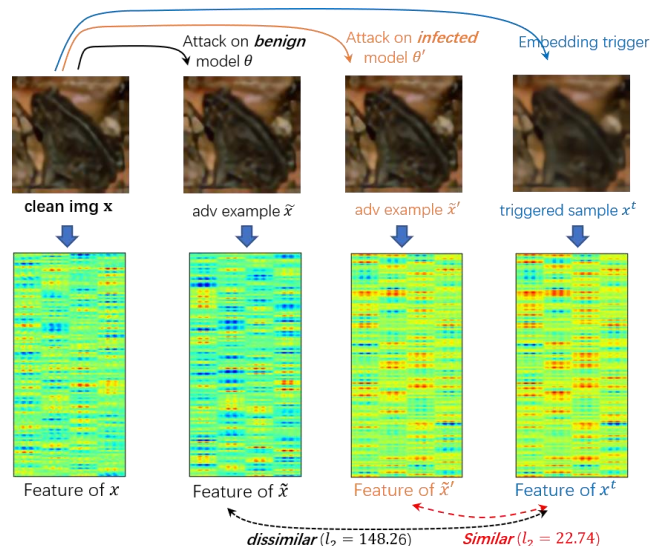 Attack on benign
model θ
Attack on infected
model θ′
Embedding trigger
clean img x
adv example x̃
adv example x̃′
triggered sample xᵗ
Feature of x
Feature of x̃
Feature of x̃′
Feature of xᵗ
dissimilar (l₂ = 148.26)
Similar (l₂ = 22.74)